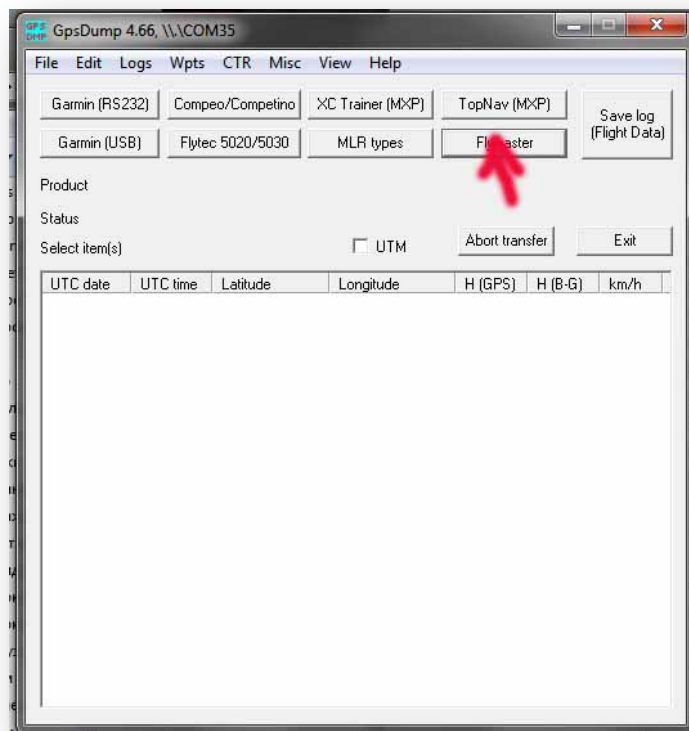 GpsDump 4.66, \\.\COM35
File Edit Logs Wpts CTR Misc View Help
Garmin (RS232) Compeo/Competino XC Trainer (MXP) TopNav (MXP) Save log
(Flight Data)
Garmin (USB) Flytec 5020/5030 MLR types
Product
Status
Select item(s) UTM Abort transfer Exit
UTC date UTC time Latitude Longitude H (GPS) H (B-G) km/h